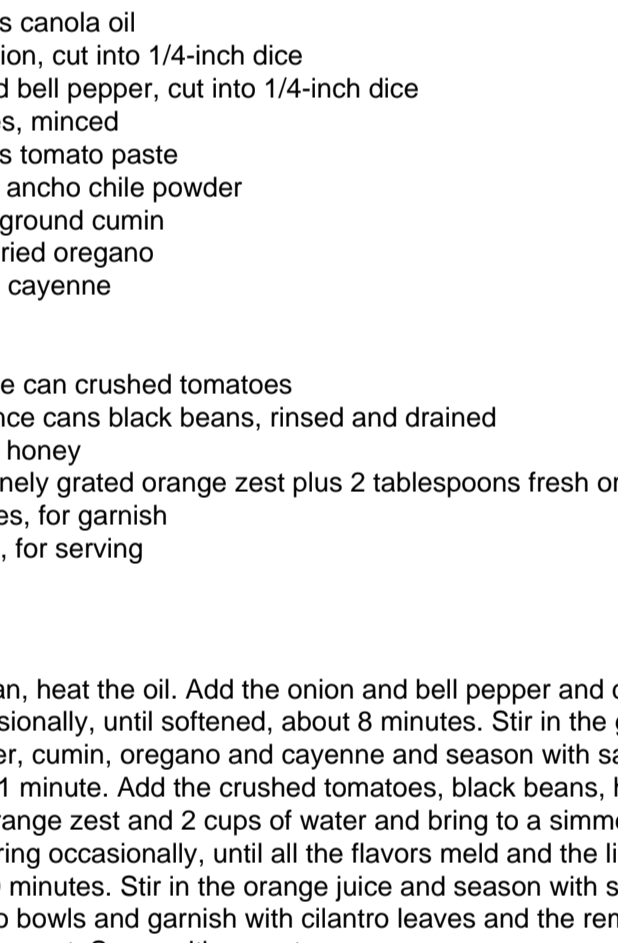 s canola oil
ion, cut into 1/4-inch dice
d bell pepper, cut into 1/4-inch dice
s, minced
s tomato paste
ancho chile powder
ground cumin
ried oregano
cayenne
e can crushed tomatoes
nce cans black beans, rinsed and drained
honey
nely grated orange zest plus 2 tablespoons fresh or
es, for garnish
, for serving
an, heat the oil. Add the onion and bell pepper and
sionally, until softened, about 8 minutes. Stir in the
er, cumin, oregano and cayenne and season with sa
1 minute. Add the crushed tomatoes, black beans, h
range zest and 2 cups of water and bring to a simme
ring occasionally, until all the flavors meld and the li
minutes. Stir in the orange juice and season with s
o bowls and garnish with cilantro leaves and the ren